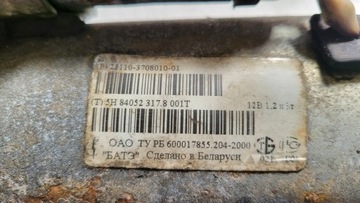 23110-3708010-01
(T) 5H 84052 317.8 001T
12В 1.2 кВт
ОАО ТУ РБ 600017855.204-2000
"БАТЭ" Сделано в Беларуси